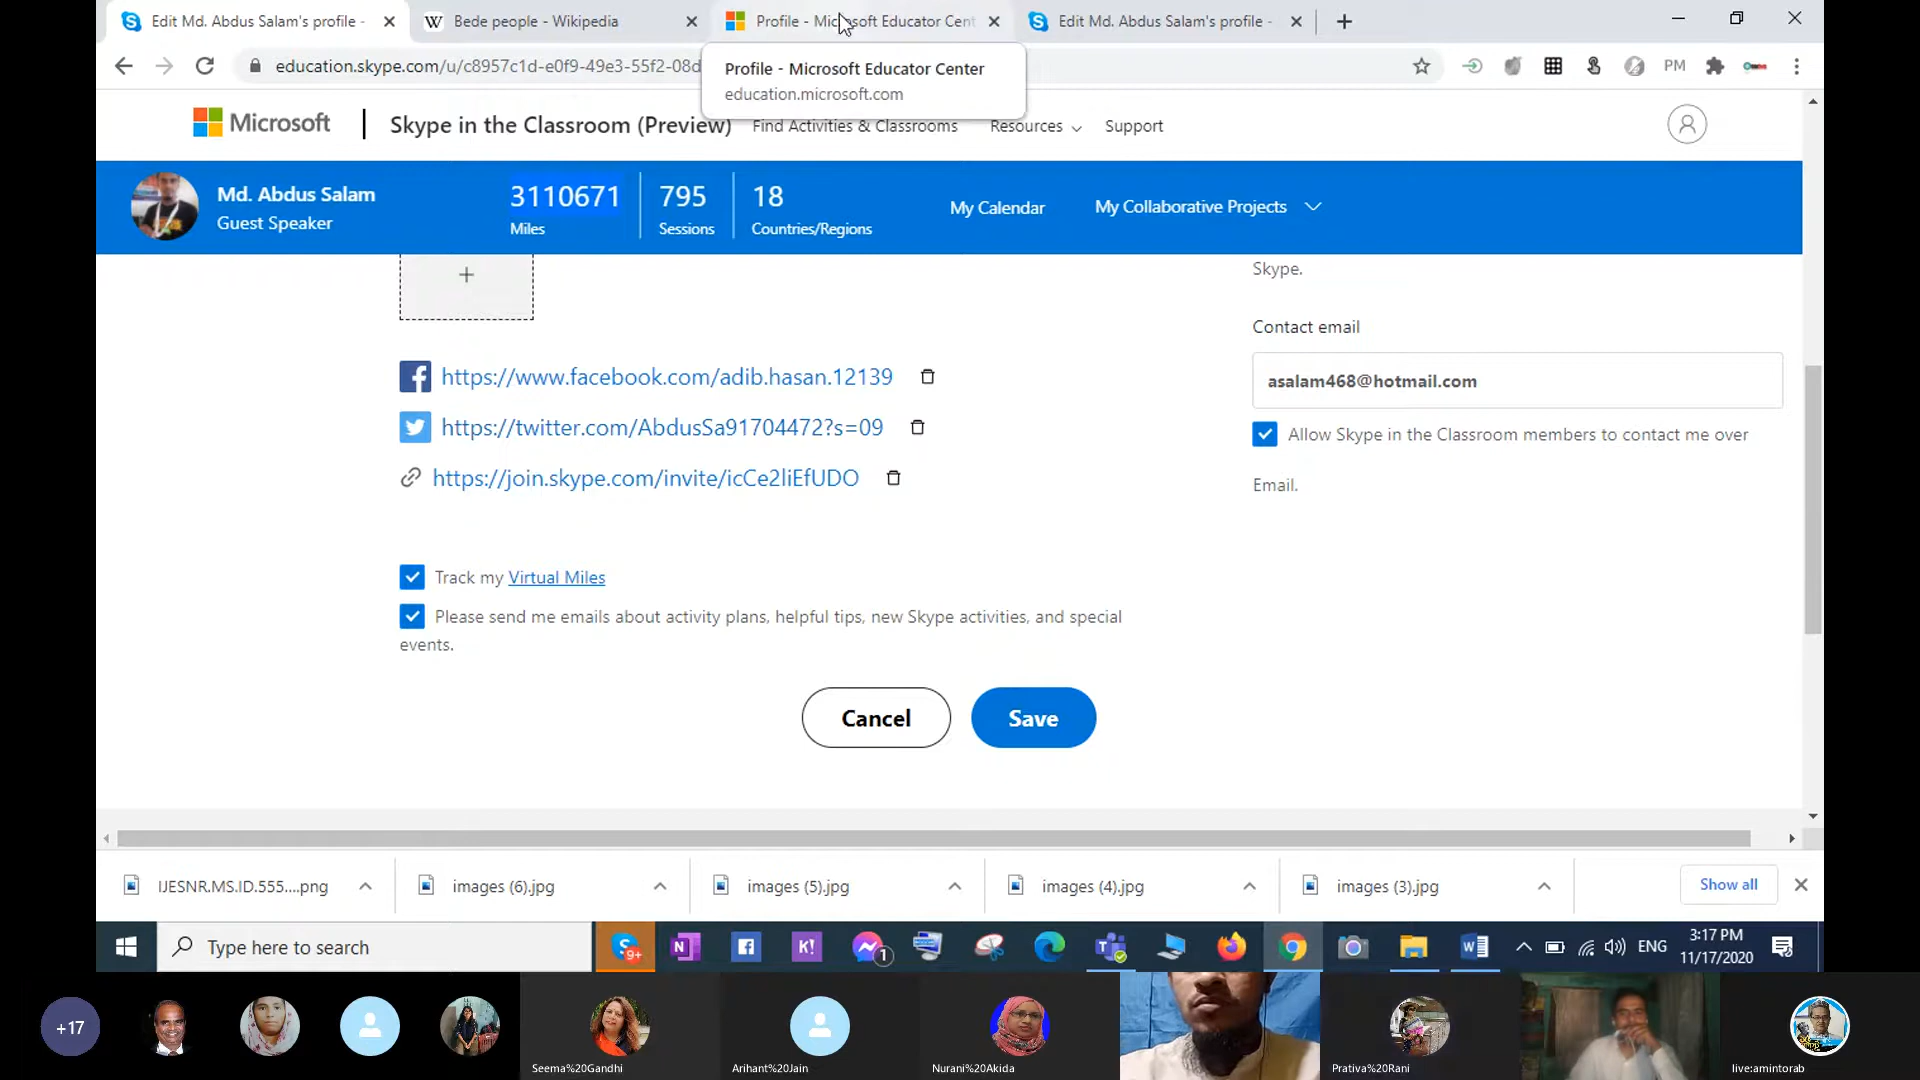 Edit Md. Abdus Salam's profile -
Bede people - Wikipedia
Profile - Microsoft Educator Cent
Edit Md. Abdus Salam's profile -
education.skype.com/u/c8957c1d-e0f9-49e3-55f2-08d
PM
Profile - Microsoft Educator Center
education.microsoft.com
Microsoft
Skype in the Classroom (Preview)
Find Activities & Classrooms
Resources
Support
Md. Abdus Salam
Guest Speaker
3110671
Miles
795
Sessions
18
Countries/Regions
My Calendar
My Collaborative Projects
Skype.
https://www.facebook.com/adib.hasan.12139
https://twitter.com/AbdusSa91704472?s=09
https://join.skype.com/invite/icCe2liEfUDO
Contact email
asalam468@hotmail.com
Allow Skype in the Classroom members to contact me over
Email.
Track my Virtual Miles
Please send me emails about activity plans, helpful tips, new Skype activities, and special
events.
Cancel
Save
IJESNR.MS.ID.555....png
images (6).jpg
images (5).jpg
images (4).jpg
images (3).jpg
Show all
Type here to search
9+
K!
1
ENG
3:17 PM
11/17/2020
+17
Seema%20Gandhi
Arihant%20Jain
Nurani%20Akida
Prativa%20Rani
live:amintorab